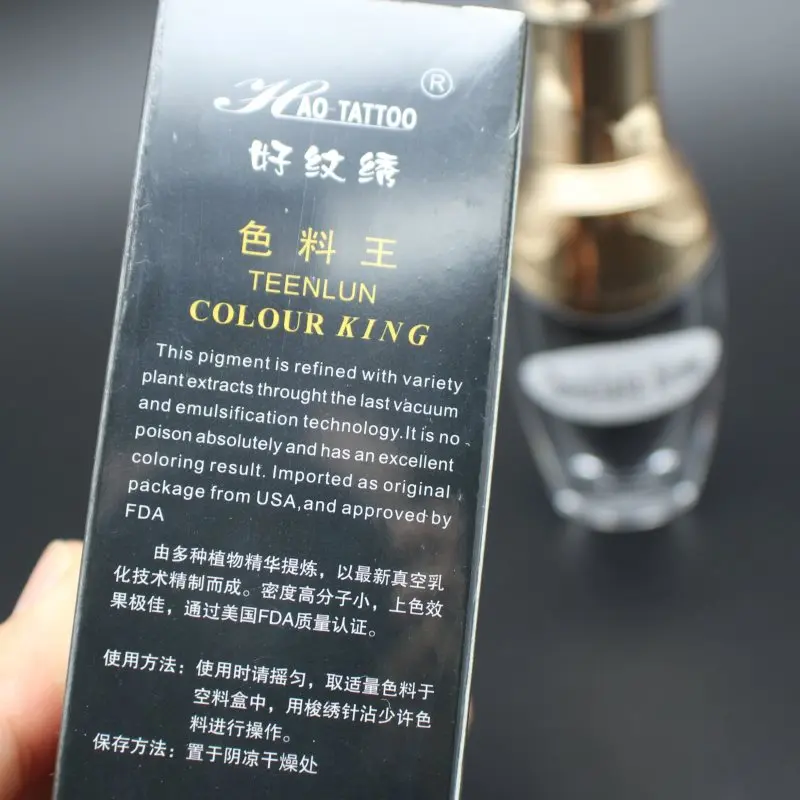 HAO TATTOO ®
好纹绣
色料王
TEENLUN
COLOUR KING
This pigment is refined with variety
plant extracts throught the last vacuum
and emulsification technology.It is no
poison absolutely and has an excellent
coloring result. Imported as original
package from USA,and approved by
FDA
由多种植物精华提炼，以最新真空乳
化技术精制而成。密度高分子小，上色效
果极佳，通过美国FDA质量认证。
使用方法：使用时请摇匀，取适量色料于
空料盒中，用梭绣针沾少许色
料进行操作。
保存方法：置于阴凉干燥处